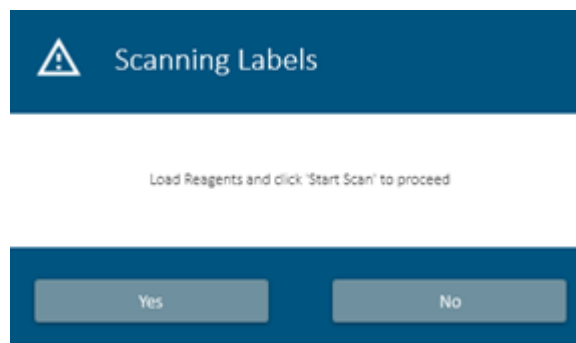 Scanning Labels
Load Reagents and click 'Start Scan' to proceed
Yes
No